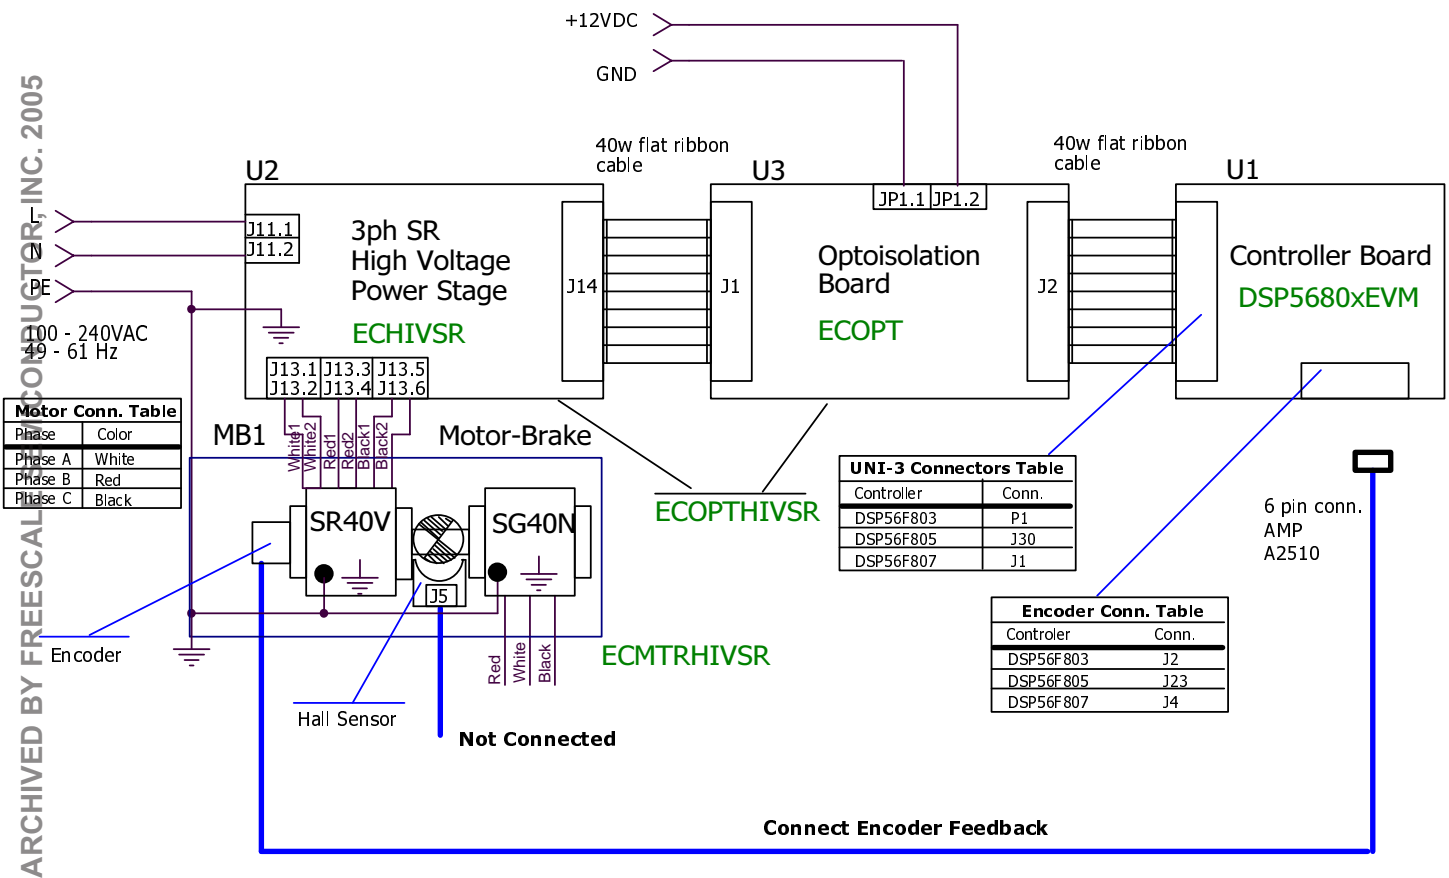 +12VDC
GND
ARCHIVED BY FREESCALE SEMICONDUCTOR, INC. 2005
40w flat ribbon
cable
40w flat ribbon
cable
U2
U3
U1
JP1.1
JP1.2
L
N
PE
100 - 240VAC
49 - 61 Hz
J11.1
J11.2
3ph SR
High Voltage
Power Stage
ECHIVSR
J14
J1
Optoisolation
Board
ECOPT
J2
Controller Board
DSP5680xEVM
J13.1 J13.3 J13.5
J13.2 J13.4 J13.6
Motor Conn. Table
Phase Color
Phase A White
Phase B Red
Phase C Black
MB1
Motor-Brake
White1
White2
Red1
Red2
Black1
Black2
SR40V
SG40N
J5
Red
White
Black
Encoder
Hall Sensor
ECMTRHIVSR
ECOPTHIVSR
Not Connected
UNI-3 Connectors Table
Controller Conn.
DSP56F803 P1
DSP56F805 J30
DSP56F807 J1
6 pin conn.
AMP
A2510
Encoder Conn. Table
Controler Conn.
DSP56F803 J2
DSP56F805 J23
DSP56F807 J4
Connect Encoder Feedback